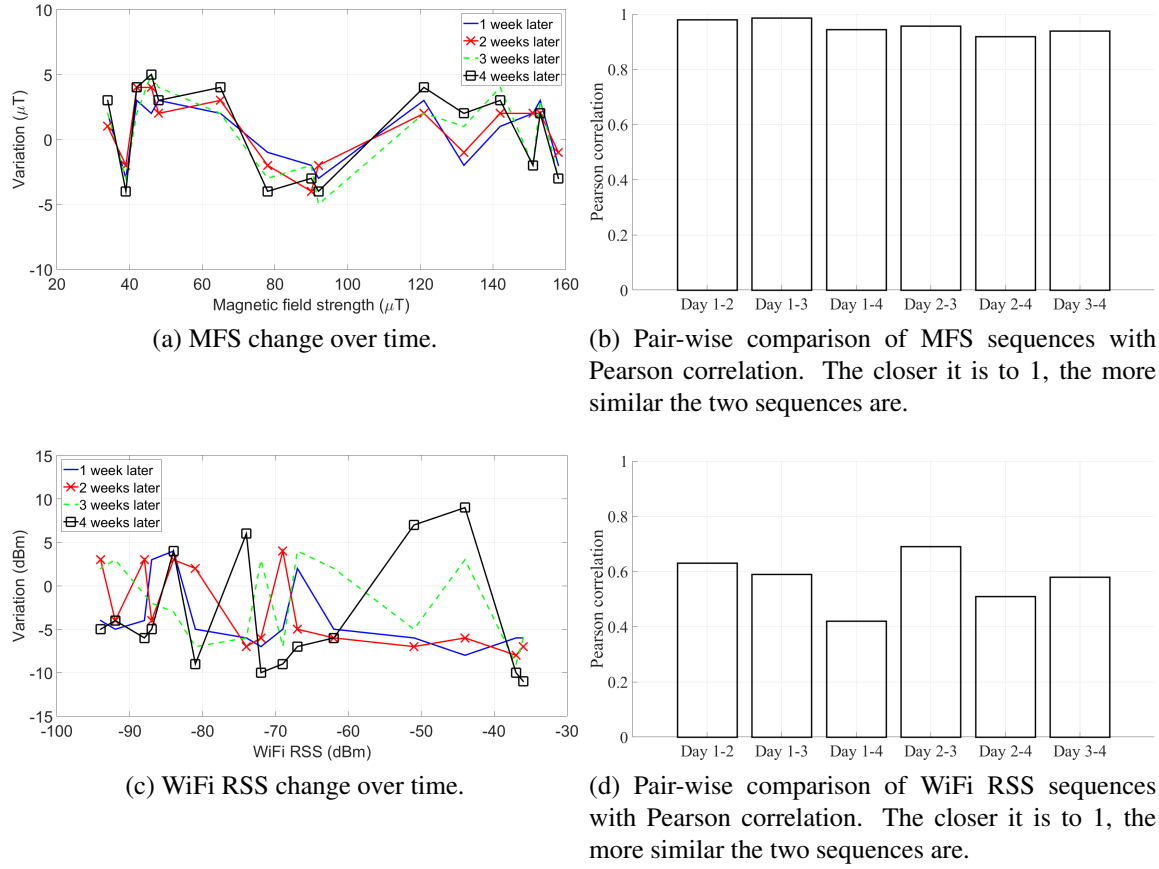 10
5
0
-5
-10
Variation (μT)
1 week later
2 weeks later
3 weeks later
4 weeks later
20
40
60
80
100
120
140
160
Magnetic field strength (μT)
(a) MFS change over time.
1
0.8
0.6
0.4
0.2
0
Pearson correlation
Day 1-2
Day 1-3
Day 1-4
Day 2-3
Day 2-4
Day 3-4
(b) Pair-wise comparison of MFS sequences with
Pearson correlation. The closer it is to 1, the more
similar the two sequences are.
15
10
5
0
-5
-10
-15
Variation (dBm)
1 week later
2 weeks later
3 weeks later
4 weeks later
-100
-90
-80
-70
-60
-50
-40
-30
WiFi RSS (dBm)
(c) WiFi RSS change over time.
1
0.8
0.6
0.4
0.2
0
Pearson correlation
Day 1-2
Day 1-3
Day 1-4
Day 2-3
Day 2-4
Day 3-4
(d) Pair-wise comparison of WiFi RSS sequences
with Pearson correlation. The closer it is to 1, the
more similar the two sequences are.